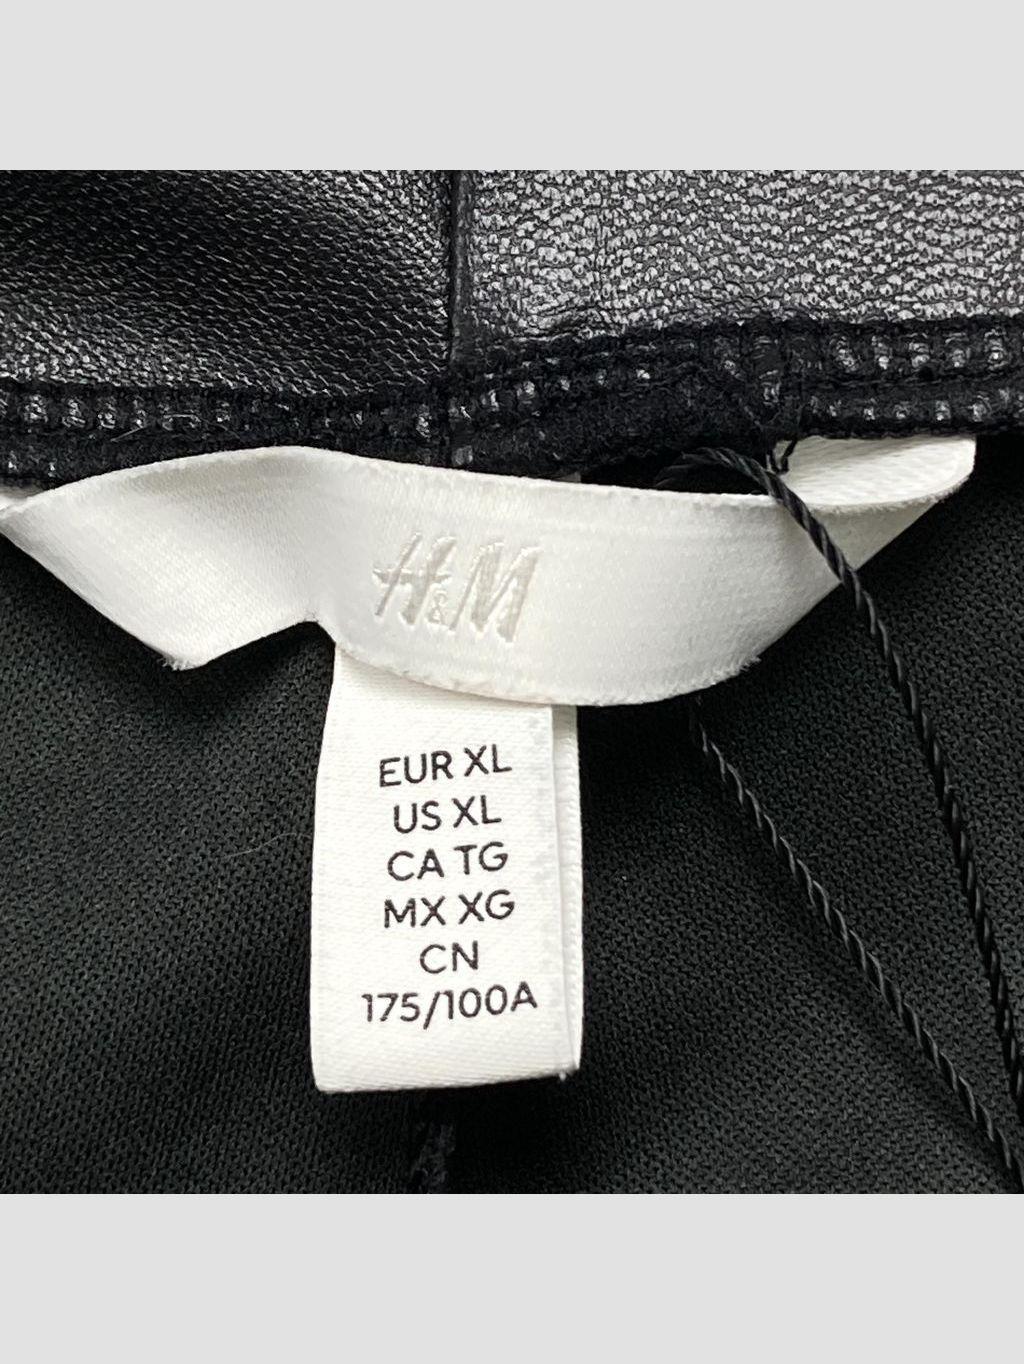 H&M
EUR XL
US XL
CA TG
MX XG
CN
175/100A